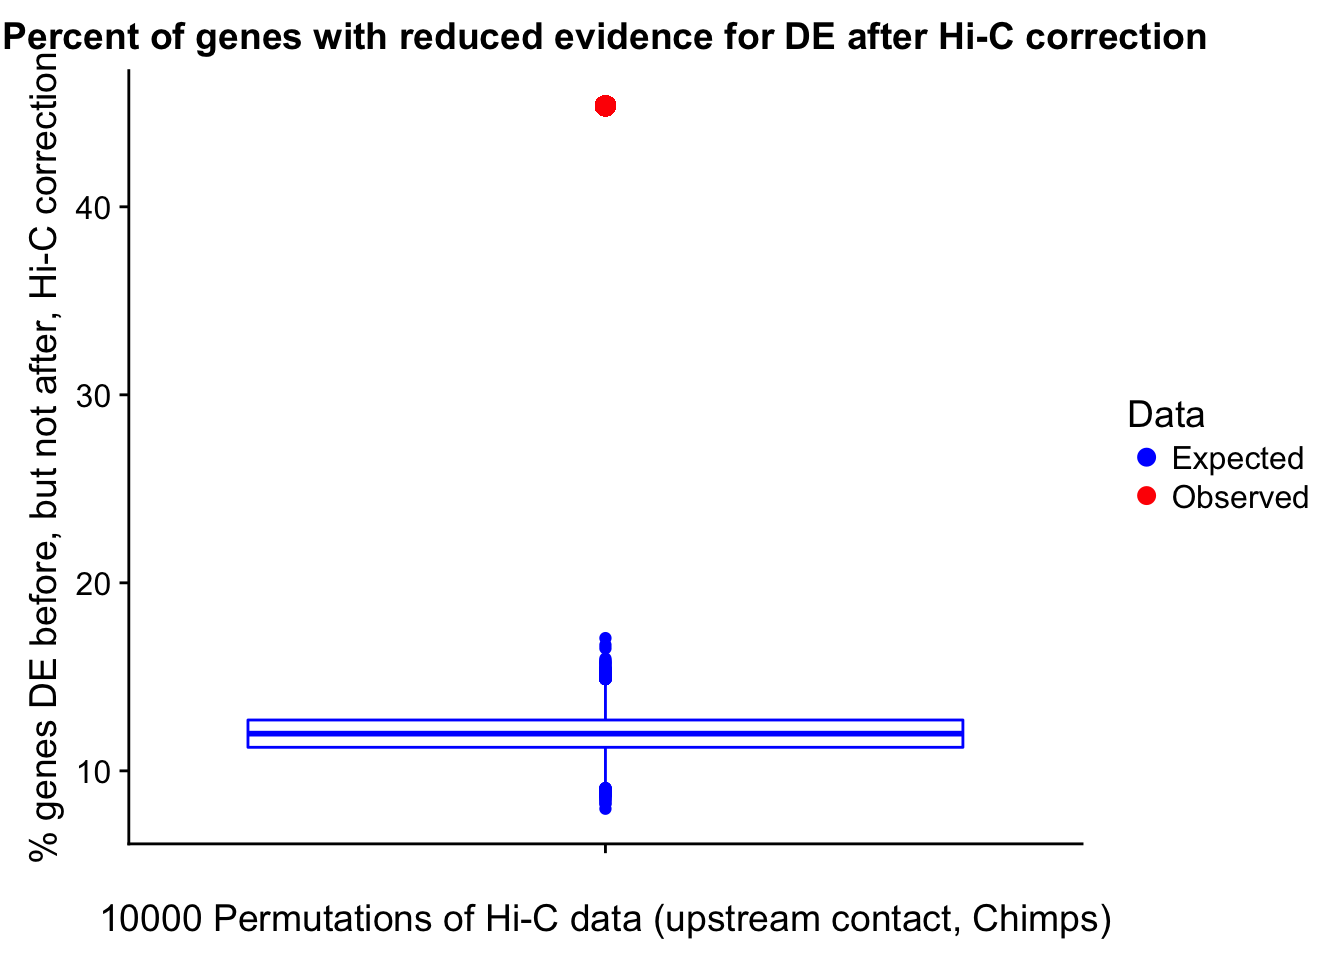 Percent of genes with reduced evidence for DE after Hi-C correction
% genes DE before, but not after, Hi-C correction
40
30
20
10
10000 Permutations of Hi-C data (upstream contact, Chimps)
Data
Expected
Observed